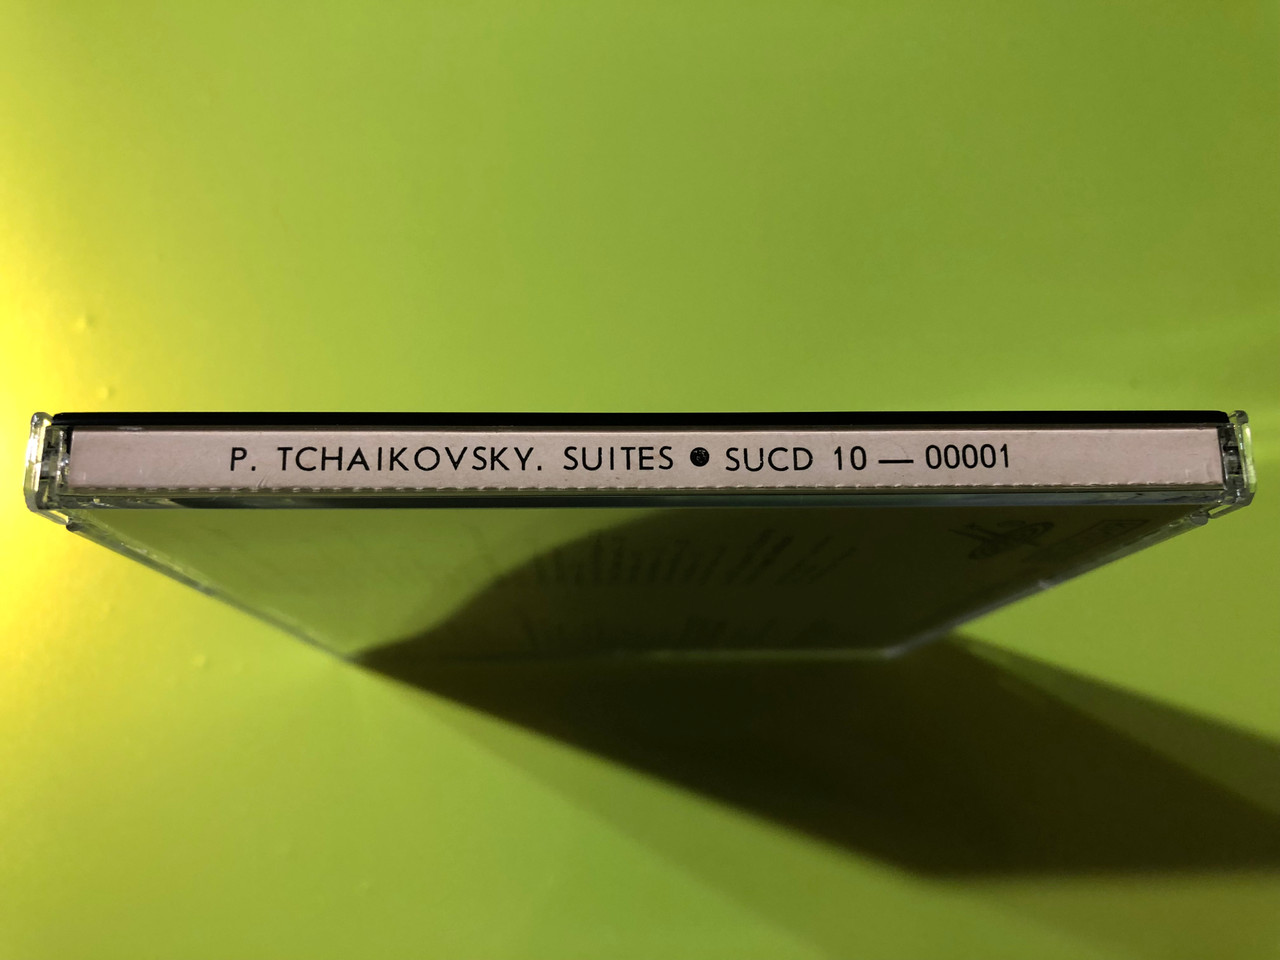 P. TCHAIKOVSKY. SUITES ● SUCD 10 — 00001